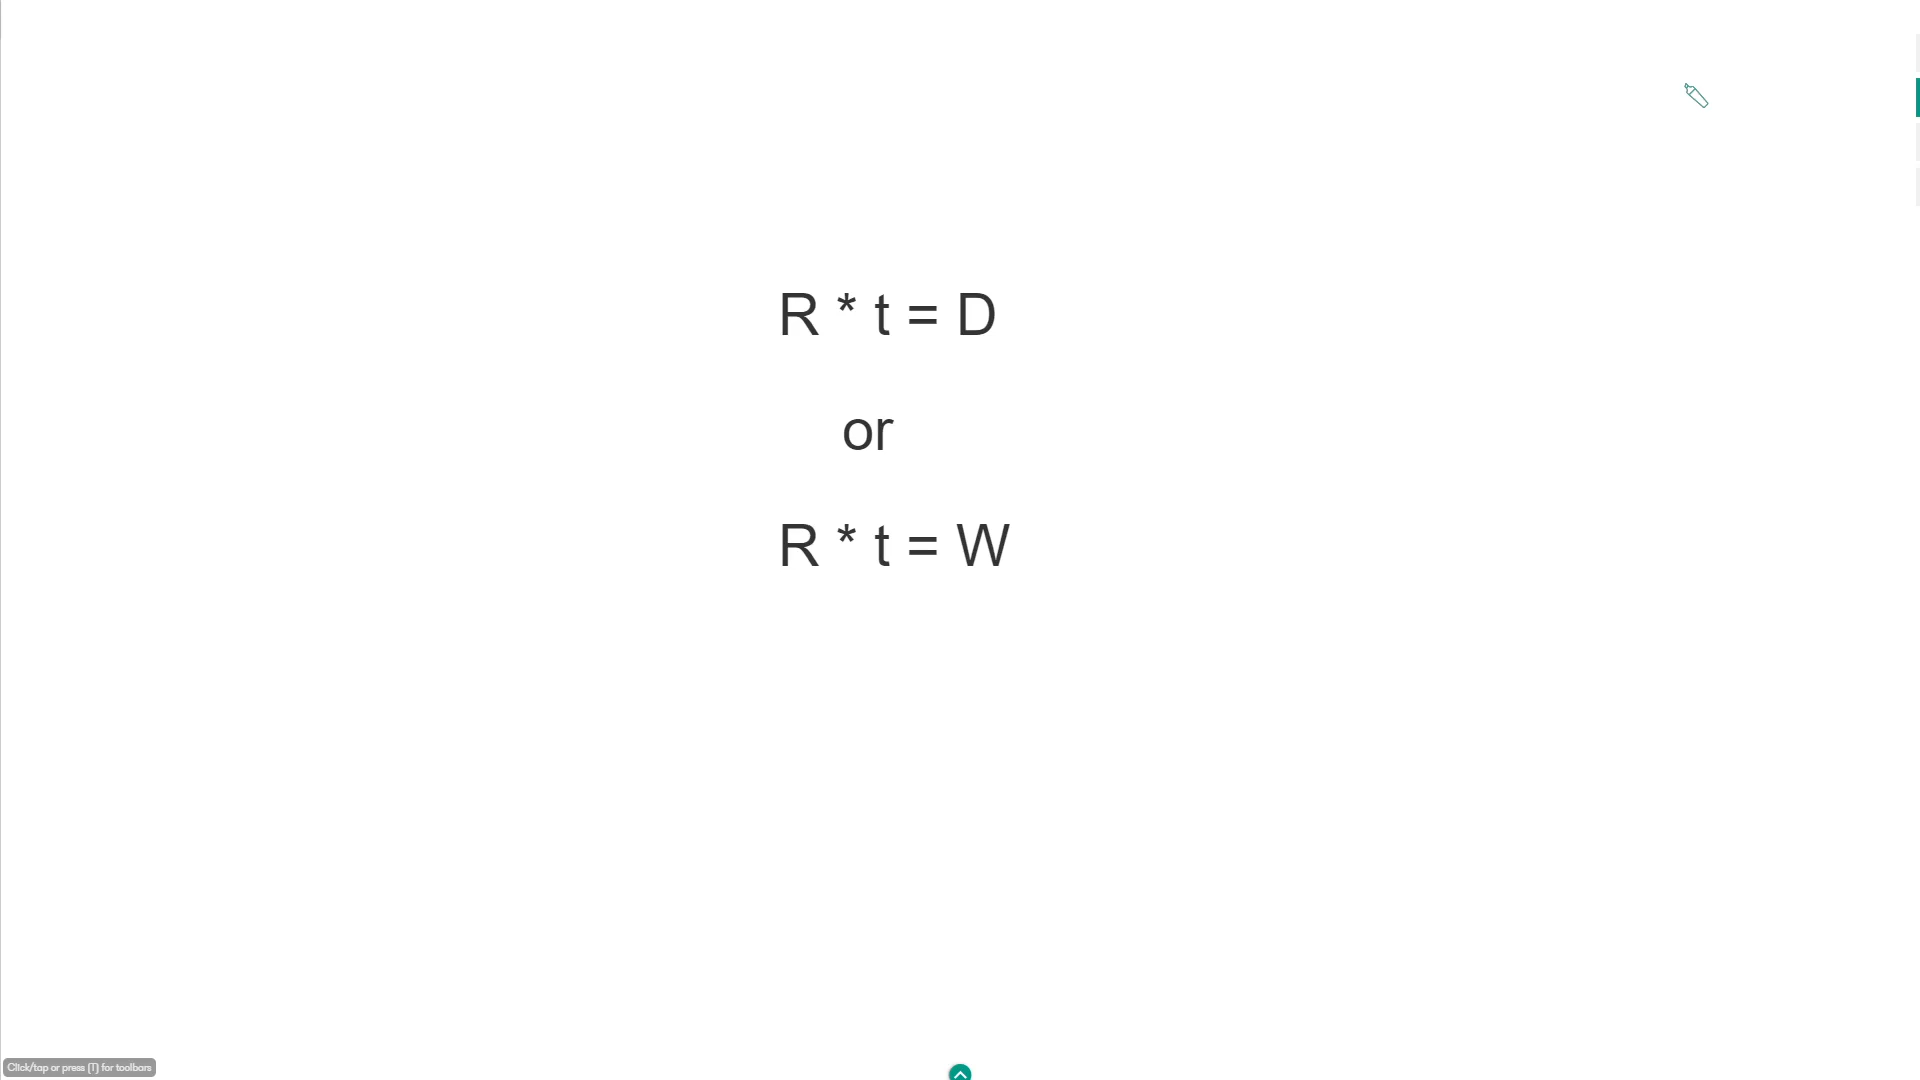 R * t = D
or
R * t = W
Click/tap or press (T) for toolbars